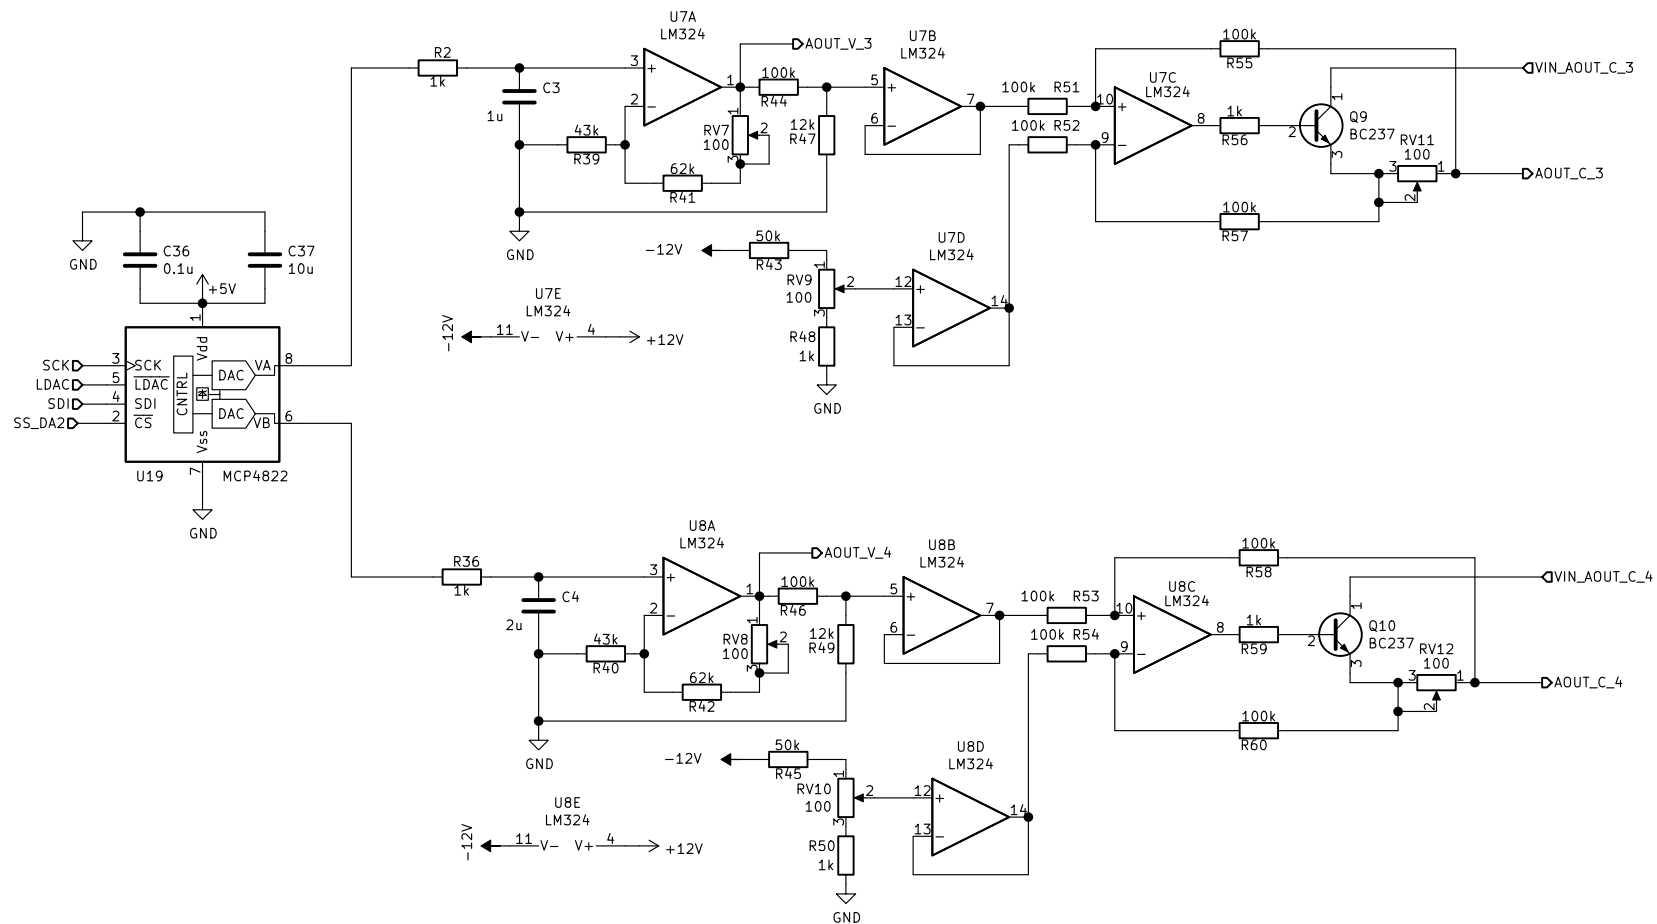 U7A
LM324
R2
1k
3
+
2
−
1
AOUT_V_3
C3
1u
43k
R39
62k
R41
RV7
100
1
2
3
100k
R44
12k
R47
GND
U7B
LM324
5
+
6
−
7
100k R51
100k R52
U7C
LM324
10
+
9
−
8
100k
R55
1k
R56
100k
R57
Q9
BC237
1
2
3
RV11
100
3
1
2
VIN_AOUT_C_3
AOUT_C_3
-12V
50k
R43
RV9
100
1
2
3
R48
1k
GND
U7D
LM324
12
+
13
−
14
U7E
LM324
-12V
11
V−
V+
4
+12V
GND
C36
0.1u
C37
10u
+5V
1
Vdd
SCK
3
SCK
LDAC
5
LDAC
SDI
4
SDI
SS_DA2
2
CS
CNTRL
DAC
DAC
VA
8
VB
6
Vss
7
U19
MCP4822
GND
U8A
LM324
R36
1k
3
+
2
−
1
AOUT_V_4
C4
2u
43k
R40
62k
R42
RV8
100
1
2
3
100k
R46
12k
R49
GND
U8B
LM324
5
+
6
−
7
100k R53
100k R54
U8C
LM324
10
+
9
−
8
100k
R58
1k
R59
100k
R60
Q10
BC237
1
2
3
RV12
100
3
1
2
VIN_AOUT_C_4
AOUT_C_4
-12V
50k
R45
RV10
100
1
2
3
R50
1k
GND
U8D
LM324
12
+
13
−
14
U8E
LM324
-12V
11
V−
V+
4
+12V